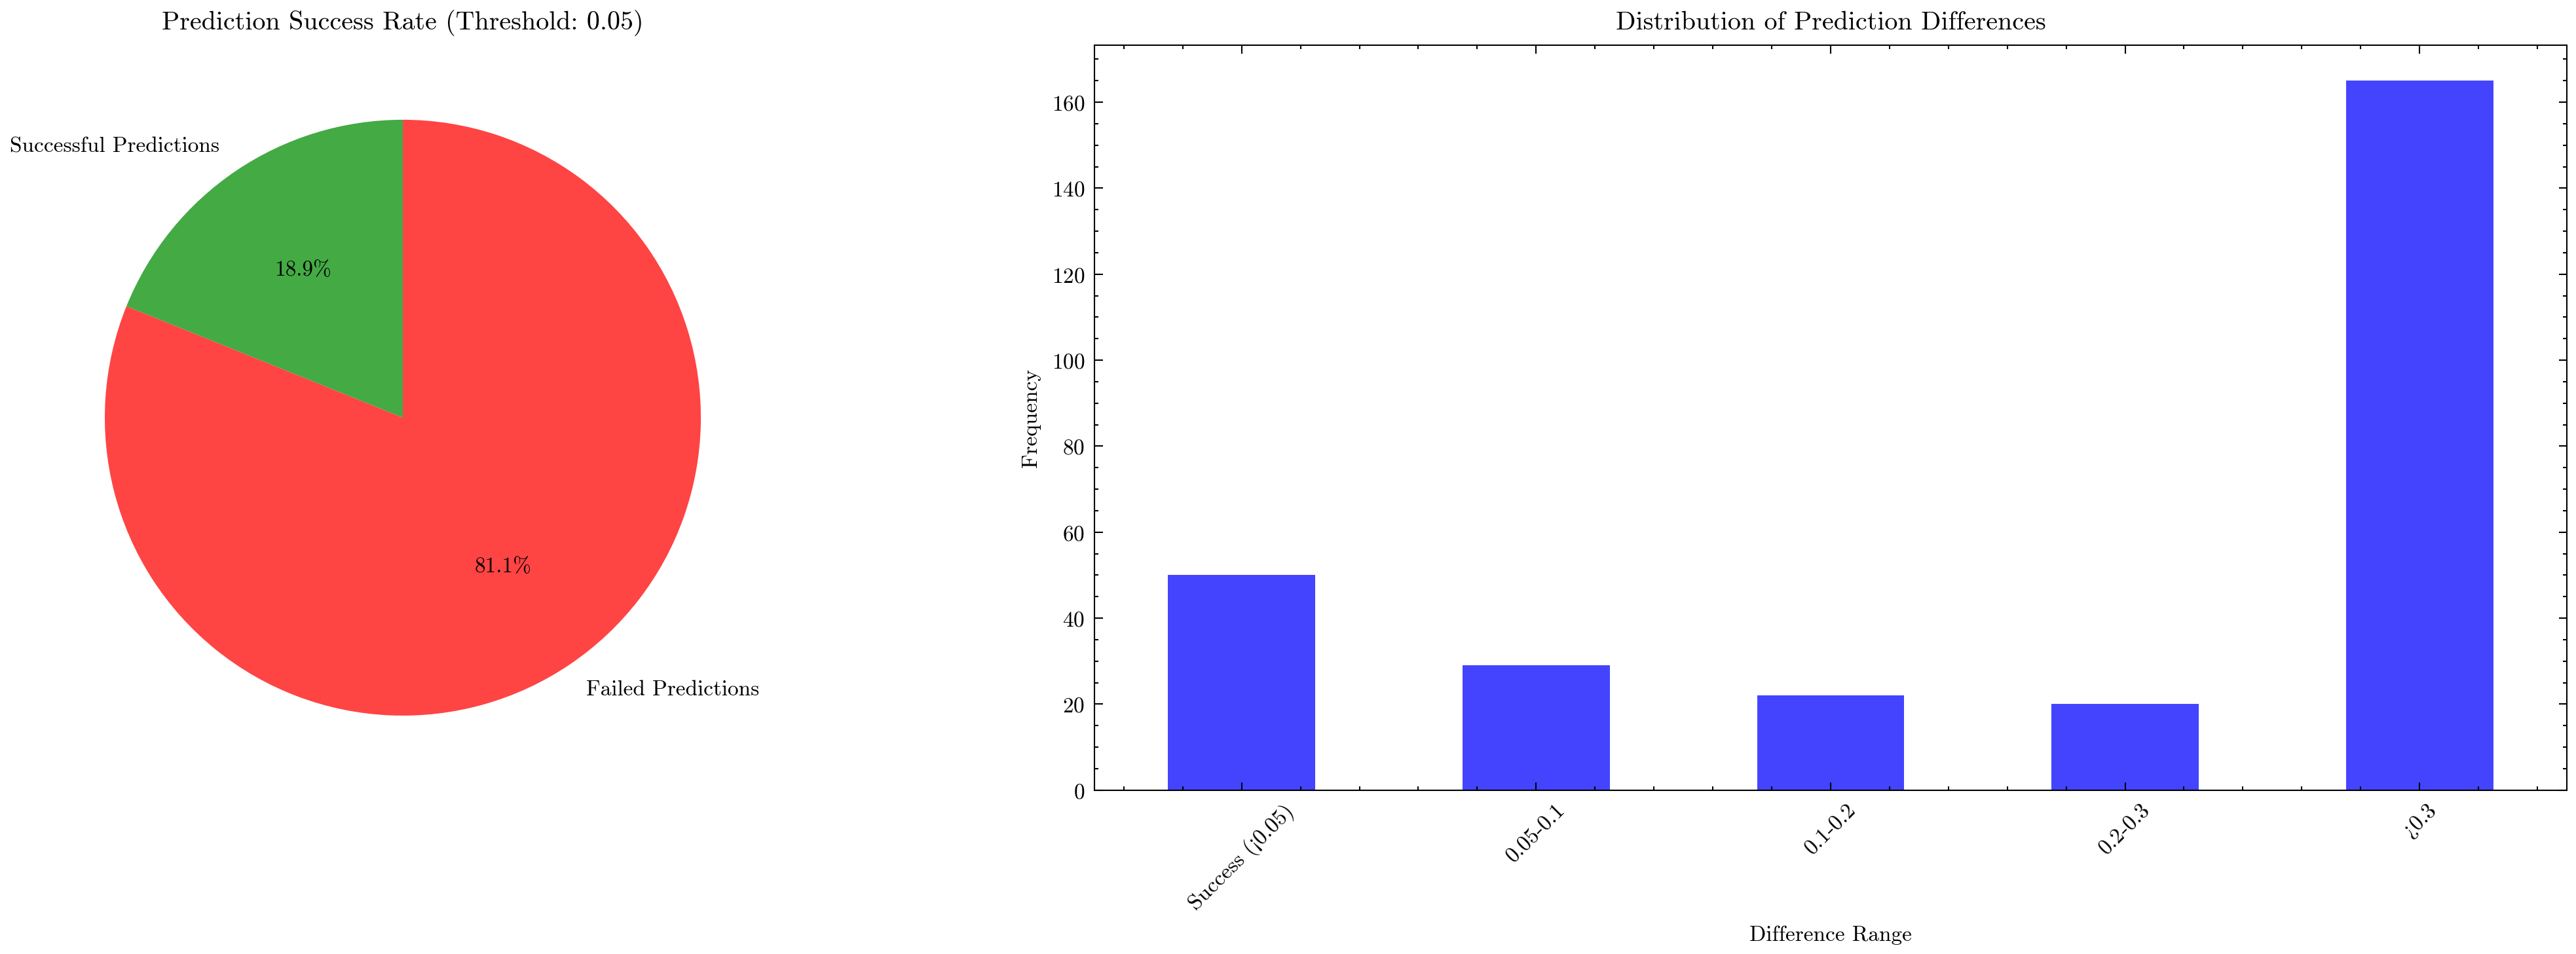 Prediction Success Rate (Threshold: 0.05)
Successful Predictions
18.9%
81.1%
Failed Predictions
Distribution of Prediction Differences
Frequency
160
140
120
100
80
60
40
20
0
Success (¡0.05)
0.05-0.1
0.1-0.2
0.2-0.3
¿0.3
Difference Range